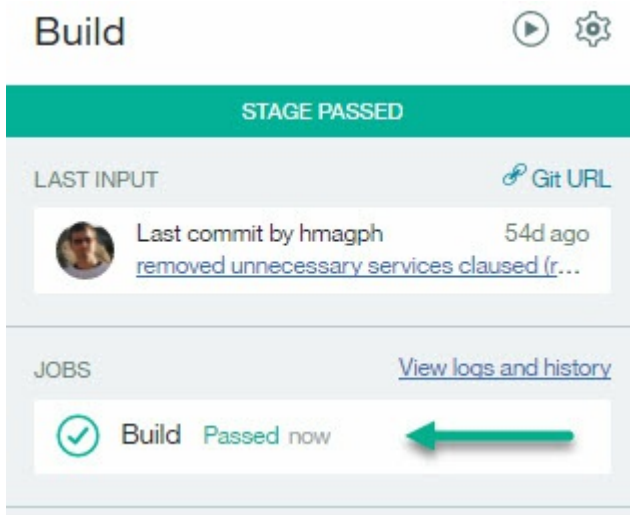 Build
STAGE PASSED
LAST INPUT
Git URL
Last commit by hmagph
54d ago
removed unnecessary services claused (r...
JOBS
View logs and history
Build Passed now